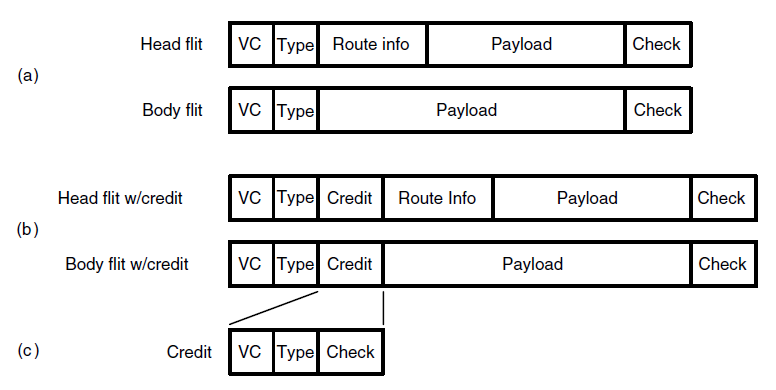 Head flit VC Type Route info Payload Check
(a)
Body flit VC Type Payload Check
Head flit w/credit VC Type Credit Route Info Payload Check
(b)
Body flit w/credit VC Type Credit Payload Check
(c) Credit VC Type Check